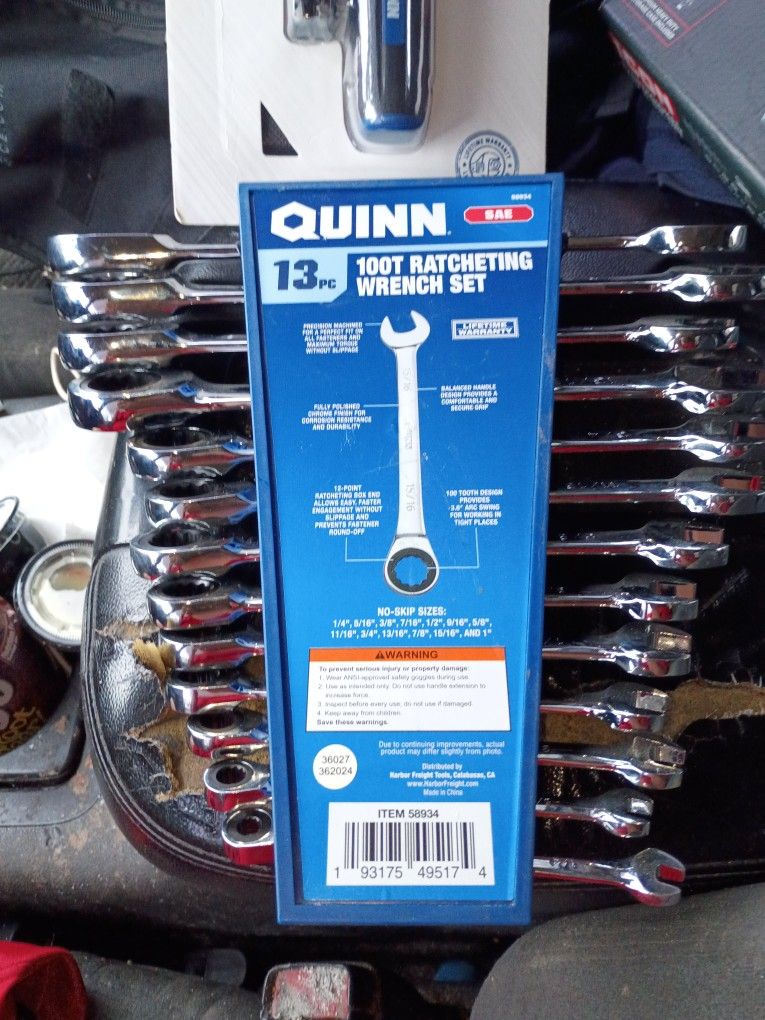 LIFETIME WARRANTY
58934
QUINN
SAE
13 PC
100T RATCHETING
WRENCH SET
PRECISION MACHINED
FOR A PERFECT FIT ON
ALL FASTENERS AND
MAXIMUM TORQUE
WITHOUT SLIPPAGE
LIFETIME
WARRANTY
BALANCED HANDLE
DESIGN PROVIDES A
COMFORTABLE AND
SECURE GRIP
FULLY POLISHED
CHROME FINISH FOR
CORROSION RESISTANCE
AND DURABILITY
15/16
12-POINT
RATCHETING BOX END
ALLOWS EASY, FASTER
ENGAGEMENT WITHOUT
SLIPPAGE AND
PREVENTS FASTENER
ROUND-OFF
100 TOOTH DESIGN
PROVIDES
3.6° ARC SWING
FOR WORKING IN
TIGHT PLACES
NO-SKIP SIZES:
1/4", 5/16", 3/8", 7/16", 1/2", 9/16", 5/8",
11/16", 3/4", 13/16", 7/8", 15/16", AND 1"
WARNING
To prevent serious injury or property damage:
1. Wear ANSI-approved safety goggles during use.
2. Use as intended only. Do not use handle extension to
increase force.
3. Inspect before every use; do not use if damaged.
4. Keep away from children.
Save these warnings.
36027
362024
Due to continuing improvements, actual
product may differ slightly from photo.
Distributed by
Harbor Freight Tools, Calabasas, CA
www.HarborFreight.com
Made in China
ITEM 58934
1 93175 49517 4